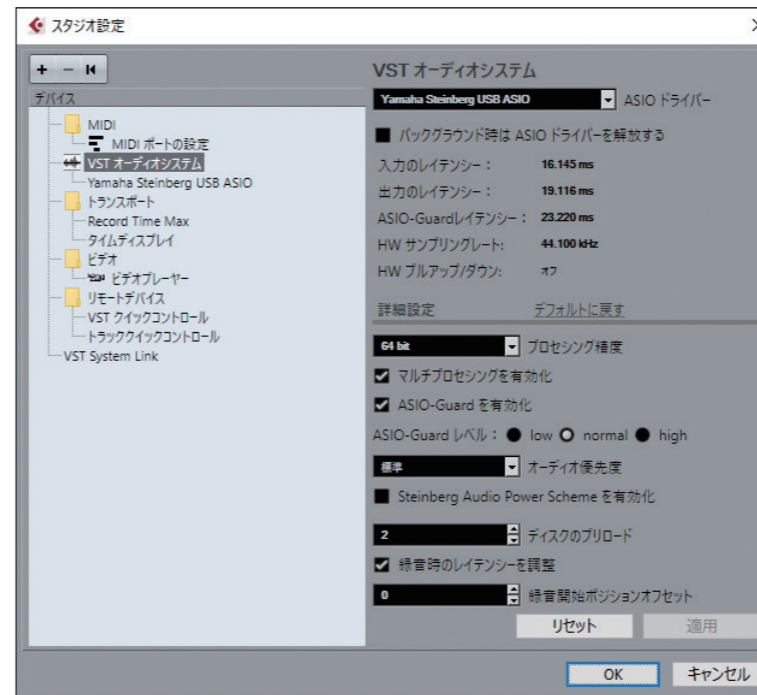 スタジオ設定
デバイス
MIDI
MIDI ポートの設定
VST オーディオシステム
Yamaha Steinberg USB ASIO
トランスポート
Record Time Max
タイムディスプレイ
ビデオ
ビデオプレーヤー
リモートデバイス
VST クイックコントロール
トラッククイックコントロール
VST System Link
VST オーディオシステム
Yamaha Steinberg USB ASIO ASIO ドライバー
バックグラウンド時は ASIO ドライバーを解放する
入力のレイテンシー： 16.145 ms
出力のレイテンシー： 19.116 ms
ASIO-Guardレイテンシー： 23.220 ms
HW サンプリングレート: 44.100 kHz
HW プルアップ/ダウン: オフ
詳細設定 デフォルトに戻す
64 bit プロセシング精度
マルチプロセシングを有効化
ASIO-Guard を有効化
ASIO-Guard レベル： low normal high
標準 オーディオ優先度
Steinberg Audio Power Scheme を有効化
2 ディスクのプリロード
録音時のレイテンシーを調整
0 録音開始ポジションオフセット
リセット 適用
OK キャンセル